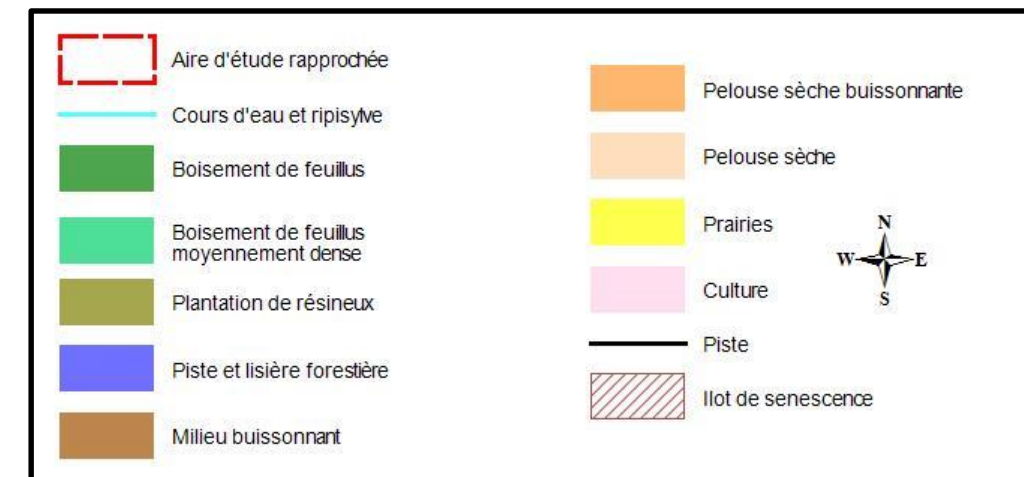 Aire d'étude rapprochée
Cours d'eau et ripisylve
Boisement de feuillus
Boisement de feuillus
moyennement dense
Plantation de résineux
Piste et lisière forestière
Milieu buissonnant
Pelouse sèche buissonnante
Pelouse sèche
Prairies
Culture
Piste
Ilot de senescence
N
W E
S